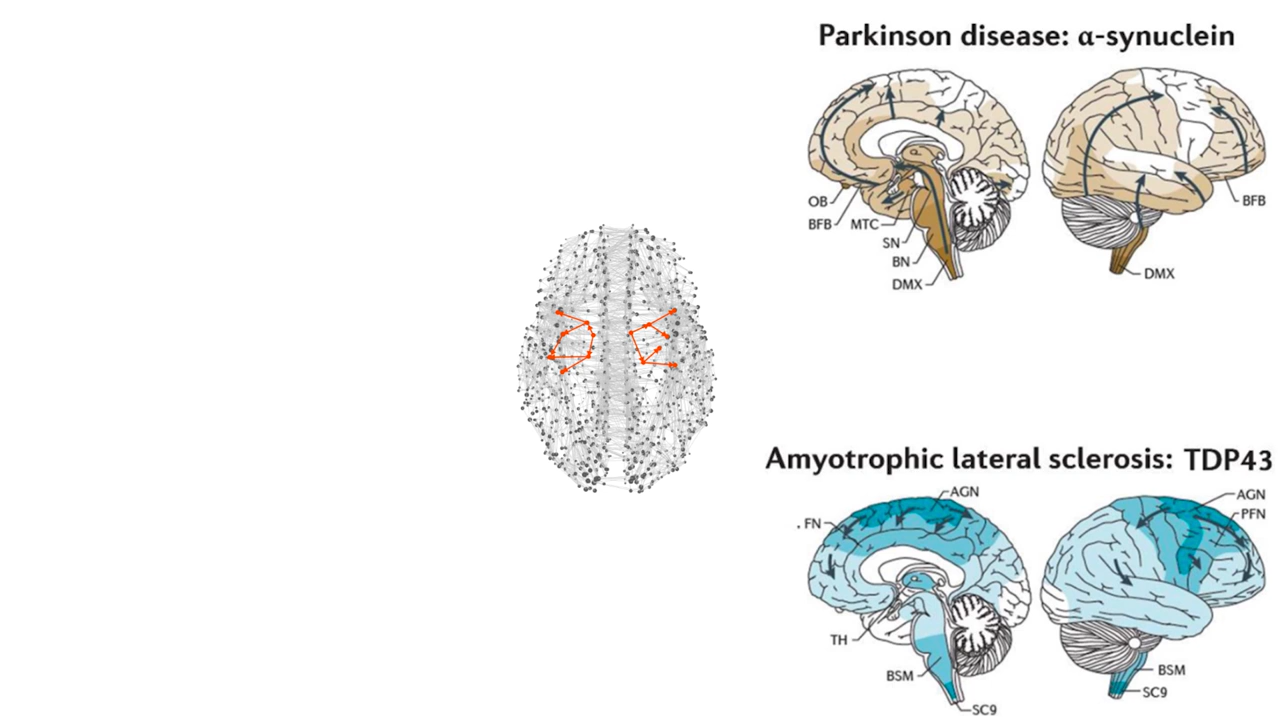 Parkinson disease: α-synuclein
OB
BFB
MTC
SN
BN
DMX
BFB
DMX
Amyotrophic lateral sclerosis: TDP43
AGN
. FN
TH
BSM
SC9
AGN
PFN
BSM
SC9